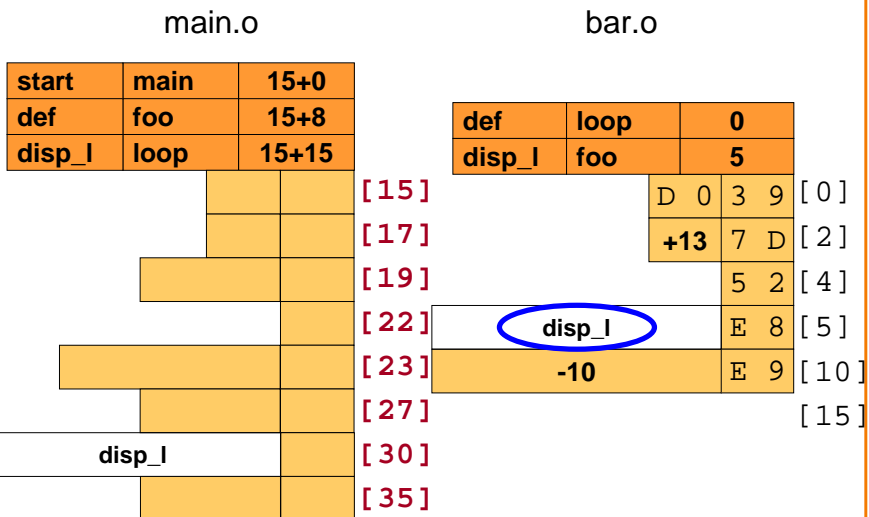 main.o
start main 15+0
def foo 15+8
disp_l loop 15+15
[15]
[17]
[19]
[22]
[23]
[27]
disp_l [30]
[35]
bar.o
def loop 0
disp_l foo 5
D 0 3 9 [0]
+13 7 D [2]
5 2 [4]
disp_l E 8 [5]
-10 E 9 [10]
[15]